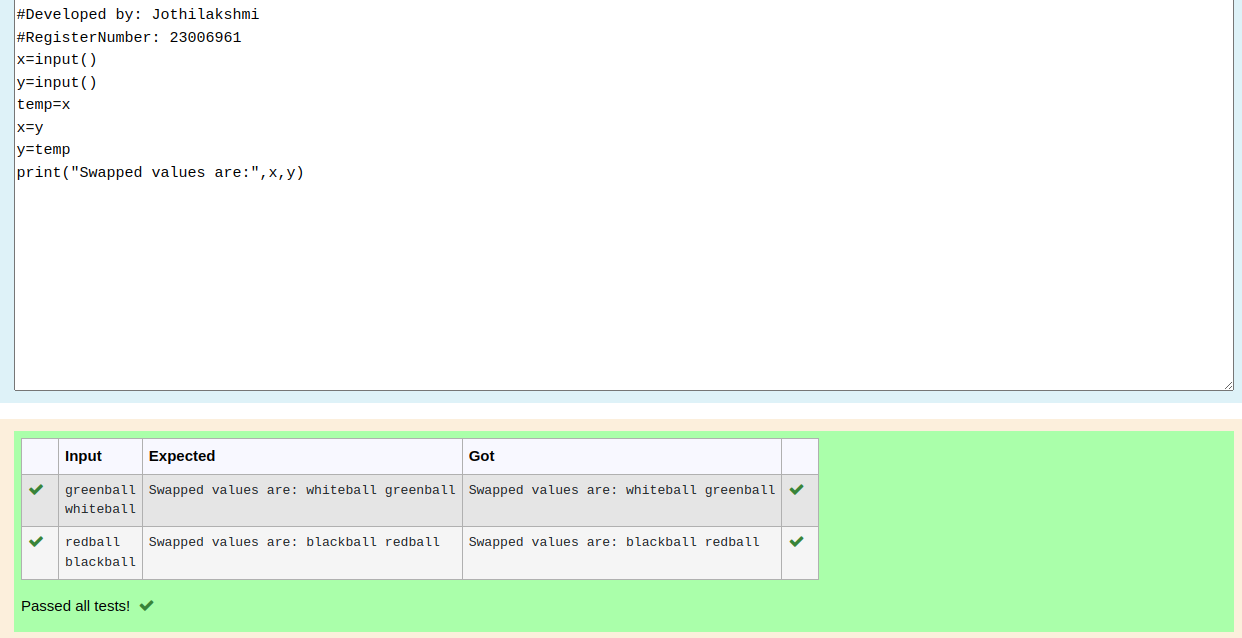 #Developed by: Jothilakshmi
#RegisterNumber: 23006961
x=input()
y=input()
temp=x
x=y
y=temp
print("Swapped values are:",x,y)
Input Expected Got
greenball Swapped values are: whiteball greenball Swapped values are: whiteball greenball
whiteball
redball Swapped values are: blackball redball Swapped values are: blackball redball
blackball
Passed all tests!